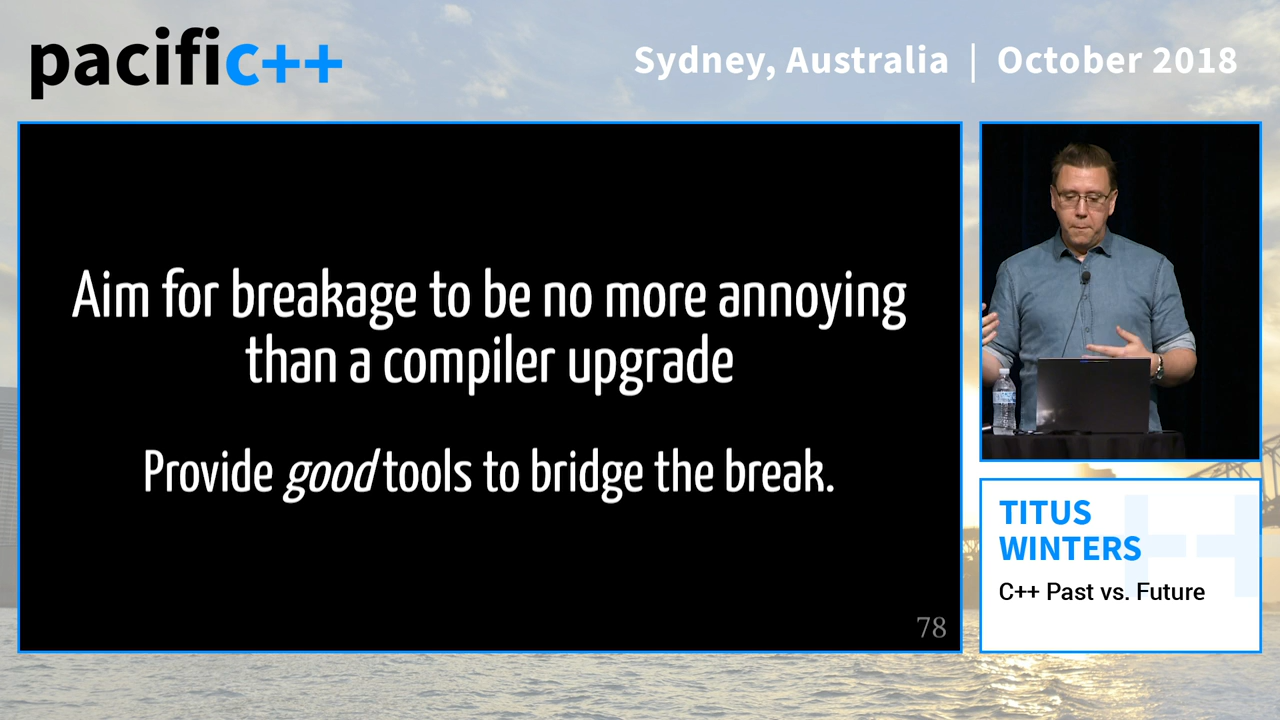 pacific++
Sydney, Australia | October 2018
Aim for breakage to be no more annoying
than a compiler upgrade
Provide good tools to bridge the break.
78
TITUS
WINTERS
C++ Past vs. Future